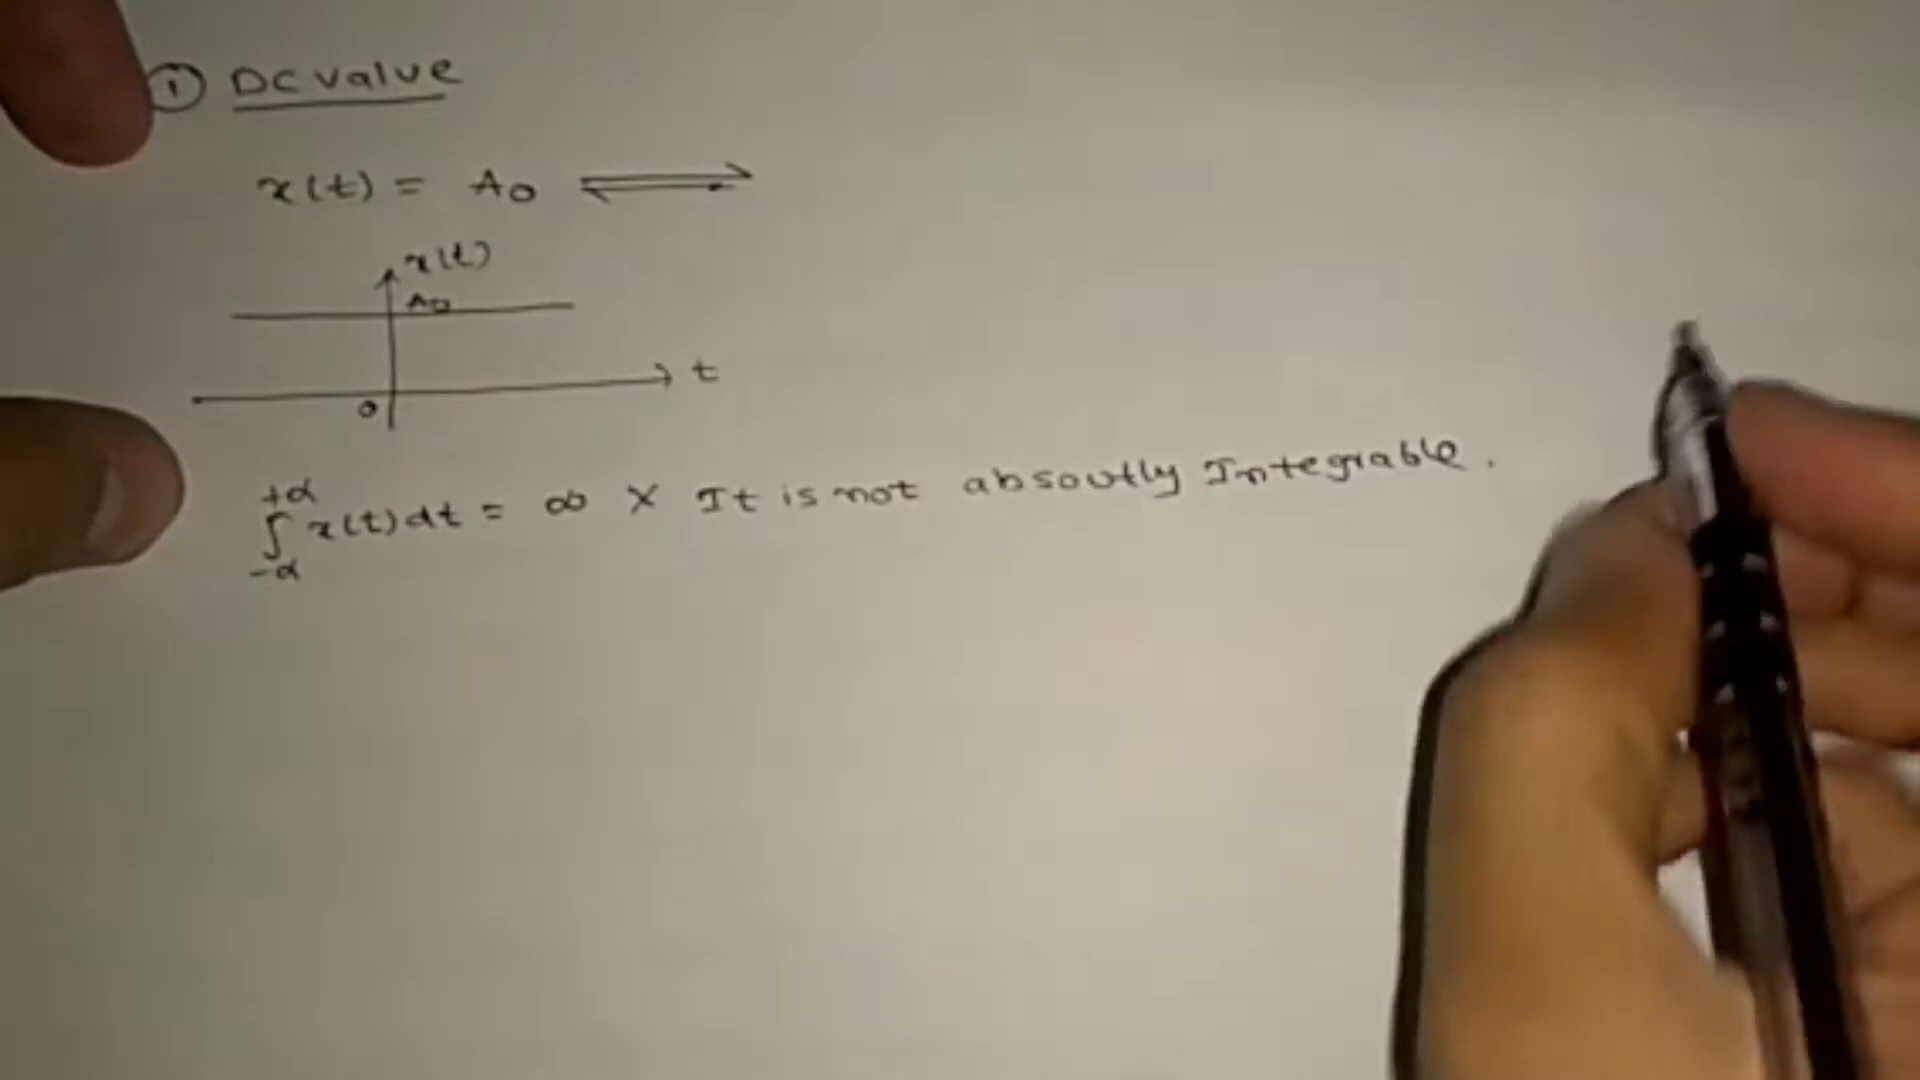 ① DC value
x(t) = A₀ ⇌
x(t)
A₀
t
0
+α
∫ x(t) dt = ∞ X It is not absoutly Integrable.
-α